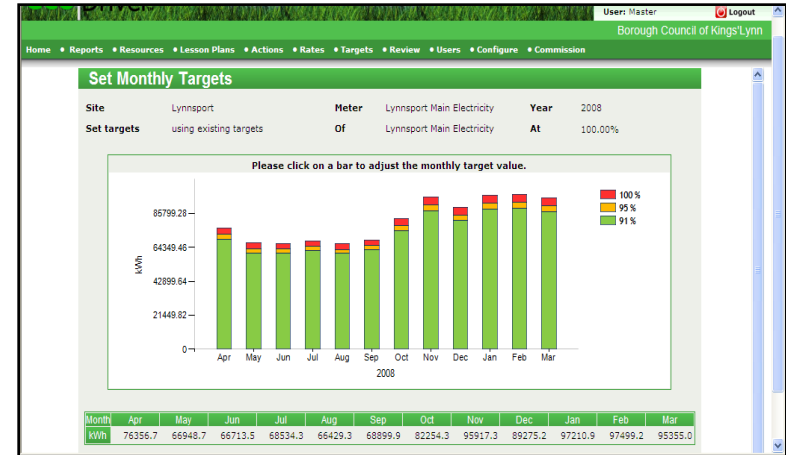 User: Master
Logout
Borough Council of Kings'Lynn
Home • Reports • Resources • Lesson Plans • Actions • Rates • Targets • Review • Users • Configure • Commission
Set Monthly Targets
Site Lynnsport Meter Lynnsport Main Electricity Year 2008
Set targets using existing targets Of Lynnsport Main Electricity At 100.00%
Please click on a bar to adjust the monthly target value.
100 %
95 %
91 %
85799.28
64349.46
42899.64
21449.82
0
kWh
Apr May Jun Jul Aug Sep Oct Nov Dec Jan Feb Mar
2008
Month Apr May Jun Jul Aug Sep Oct Nov Dec Jan Feb Mar
kWh 76356.7 66948.7 66713.5 68534.3 66429.3 68899.9 82254.3 95917.3 89275.2 97210.9 97499.2 95355.0